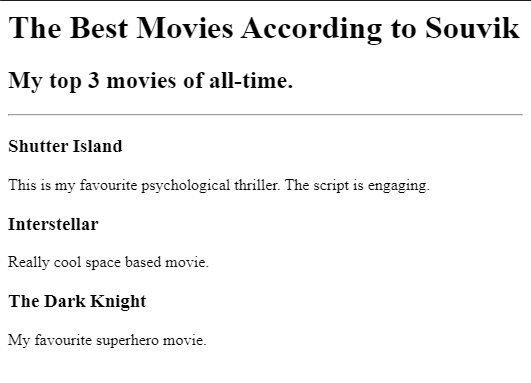 The Best Movies According to Souvik
My top 3 movies of all-time.
Shutter Island
This is my favourite psychological thriller. The script is engaging.
Interstellar
Really cool space based movie.
The Dark Knight
My favourite superhero movie.